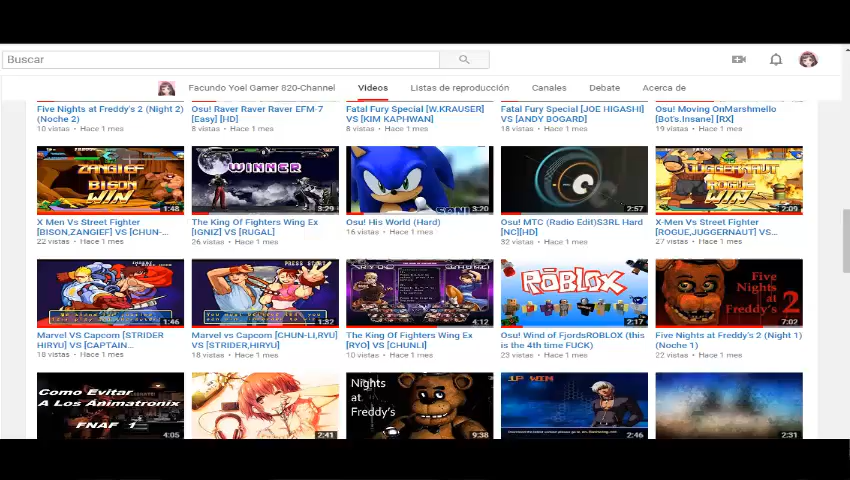 Buscar
Facundo Yoel Gamer 820-Channel Videos Listas de reproducción Canales Debate Acerca de
Five Nights at Freddy's 2 (Night 2) (Noche 2)
10 vistas • Hace 1 mes
Osu! Raver Raver Raver EFM-7 [Easy] [HD]
8 vistas • Hace 1 mes
Fatal Fury Special [W.KRAUSER] VS [KIM KAPHWAN]
8 vistas • Hace 1 mes
Fatal Fury Special [JOE HIGASHI] VS [ANDY BOGARD]
18 vistas • Hace 1 mes
Osu! Moving OnMarshmello [Bot's.Insane] [RX]
19 vistas • Hace 1 mes
ZANGIEF
BISON
WIN
1:48
WINNER
3:29
SONI
3:20
2:57
JUGGERNAUT
ROGUE
WIN
2:09
X Men Vs Street Fighter
[BISON,ZANGIEF] VS [CHUN-...
22 vistas • Hace 1 mes
The King Of Fighters Wing Ex
[IGNIZ] VS [RUGAL]
26 vistas • Hace 1 mes
Osu! His World (Hard)
16 vistas • Hace 1 mes
Osu! MTC (Radio Edit)S3RL Hard
[NC][HD]
32 vistas • Hace 1 mes
X-Men Vs Street Fighter
[ROGUE,JUGGERNAUT] VS...
27 vistas • Hace 1 mes
1:46
PRESS START
1:32
4:12
ROBLOX
2:17
Five
Nights
at
Freddy's 2
7:02
Marvel VS Capcom [STRIDER
HIRYU] VS [CAPTAIN...
18 vistas • Hace 1 mes
Marvel vs Capcom [CHUN-LI,RYU]
VS [STRIDER,HIRYU]
18 vistas • Hace 1 mes
The King Of Fighters Wing Ex
[RYO] VS [CHUNLI]
10 vistas • Hace 1 mes
Osu! Wind of FjordsROBLOX (this
is the 4th time FUCK)
23 vistas • Hace 1 mes
Five Nights at Freddy's 2 (Night 1)
(Noche 1)
22 vistas • Hace 1 mes
Como Evitar
A Los Animatronix
FNAF 1
4:05
2:41
Nights
at
Freddy's
9:38
2:46
2:31